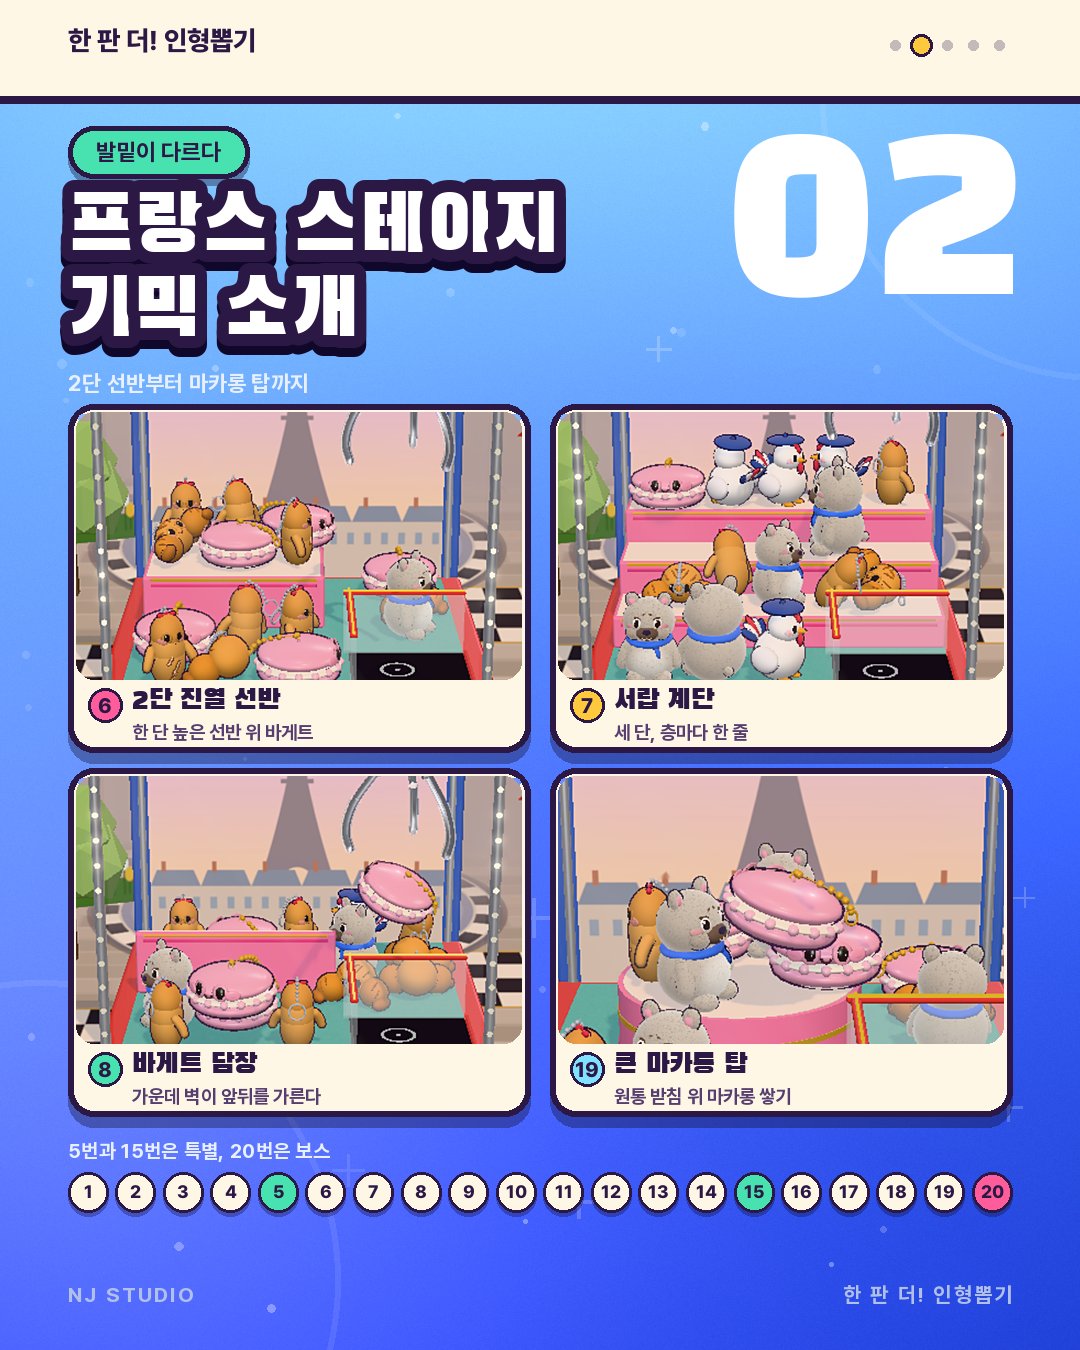 한 판 더! 인형뽑기
발밑이 다르다
02
프랑스 스테이지
기믹 소개
2단 선반부터 마카롱 탑까지
6 2단 진열 선반
한 단 높은 선반 위 바게트
7 서랍 계단
세 단, 층마다 한 줄
8 바게트 담장
가운데 벽이 앞뒤를 가른다
19 큰 마카롱 탑
원통 받침 위 마카롱 쌓기
5번과 15번은 특별, 20번은 보스
1 2 3 4 5 6 7 8 9 10 11 12 13 14 15 16 17 18 19 20
NJ STUDIO
한 판 더! 인형뽑기